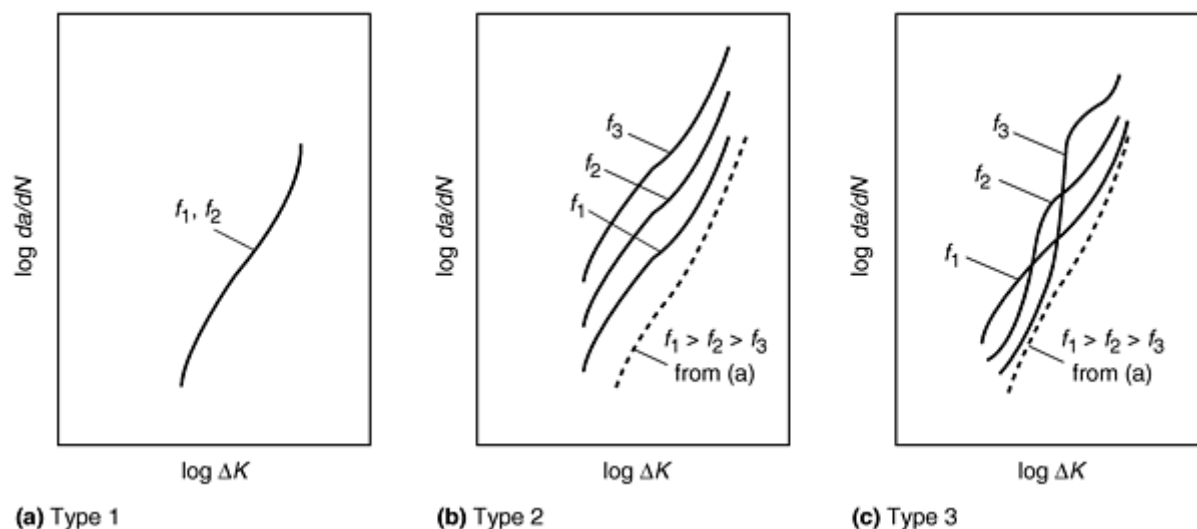 log da/dN
f1, f2
log ΔK
(a) Type 1
log da/dN
f3
f2
f1
f1 > f2 > f3
from (a)
log ΔK
(b) Type 2
log da/dN
f3
f2
f1
f1 > f2 > f3
from (a)
log ΔK
(c) Type 3